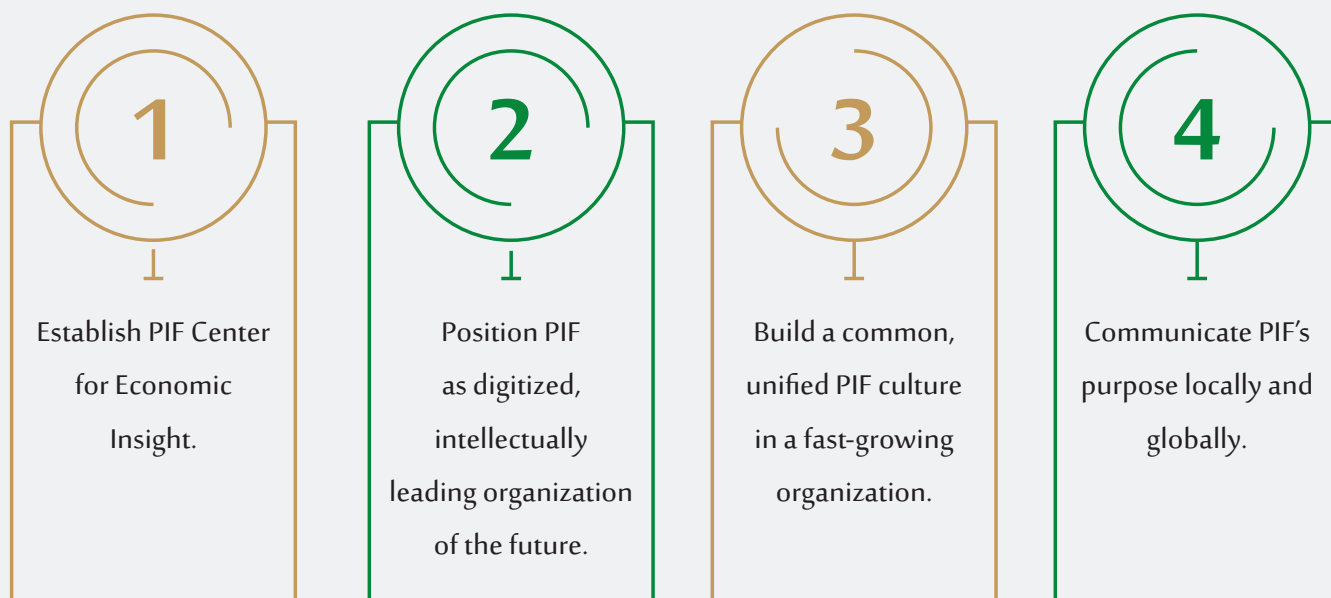 1
Establish PIF Center
for Economic
Insight.
2
Position PIF
as digitized,
intellectually
leading organization
of the future.
3
Build a common,
unified PIF culture
in a fast-growing
organization.
4
Communicate PIF’s
purpose locally and
globally.